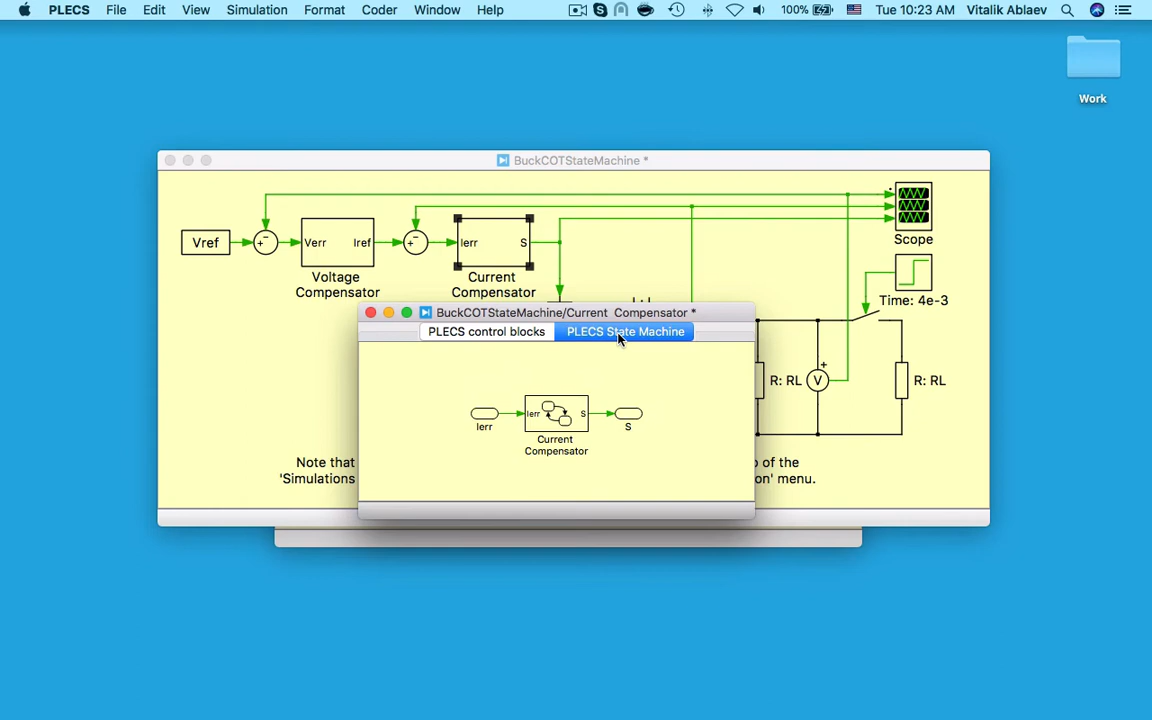 PLECS File Edit View Simulation Format Coder Window Help 100% Tue 10:23 AM Vitalik Ablaev
Work
BuckCOTStateMachine *
Vref
+
−
Verr Iref
Voltage
Compensator
+
−
Ierr S
Current
Compensator
Scope
Time: 4e-3
BuckCOTStateMachine/Current Compensator *
PLECS control blocks PLECS State Machine
Ierr
Ierr S
Current
Compensator
S
R: RL
V
+
R: RL
Note that
'Simulations
of the
on' menu.